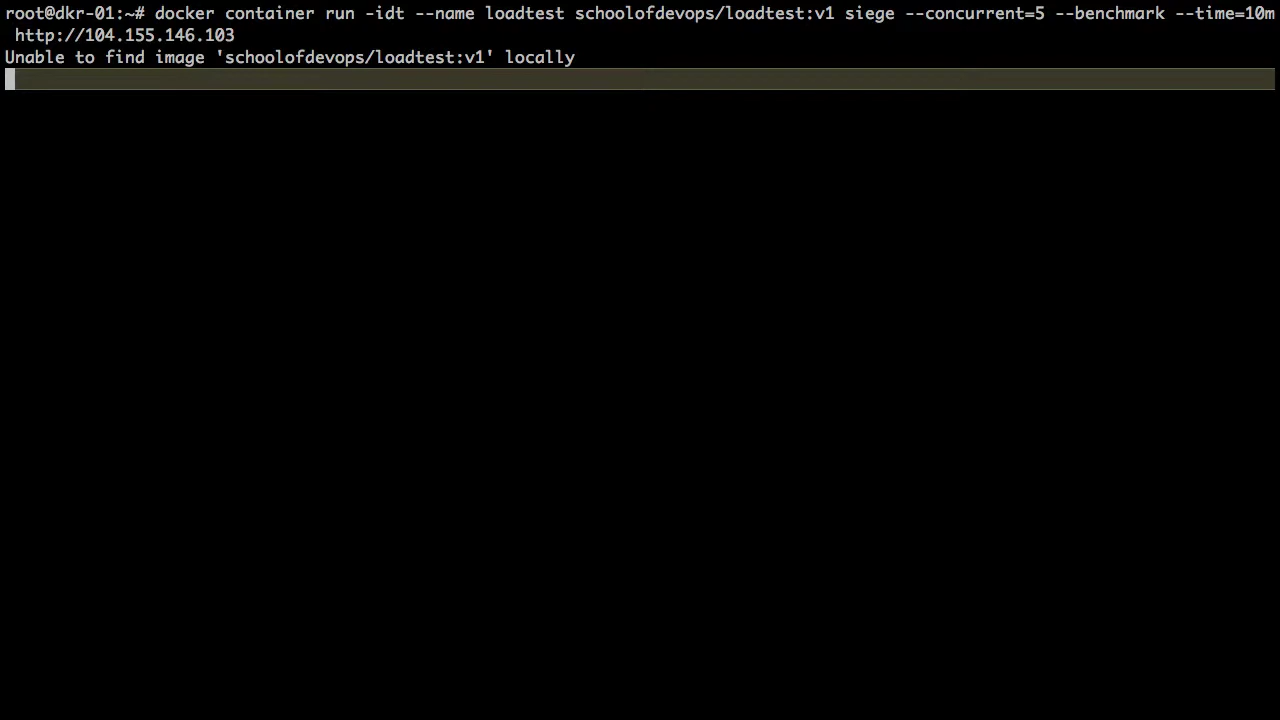 root@dkr-01:~# docker container run -idt --name loadtest schoolofdevops/loadtest:v1 siege --concurrent=5 --benchmark --time=10m
http://104.155.146.103
Unable to find image 'schoolofdevops/loadtest:v1' locally